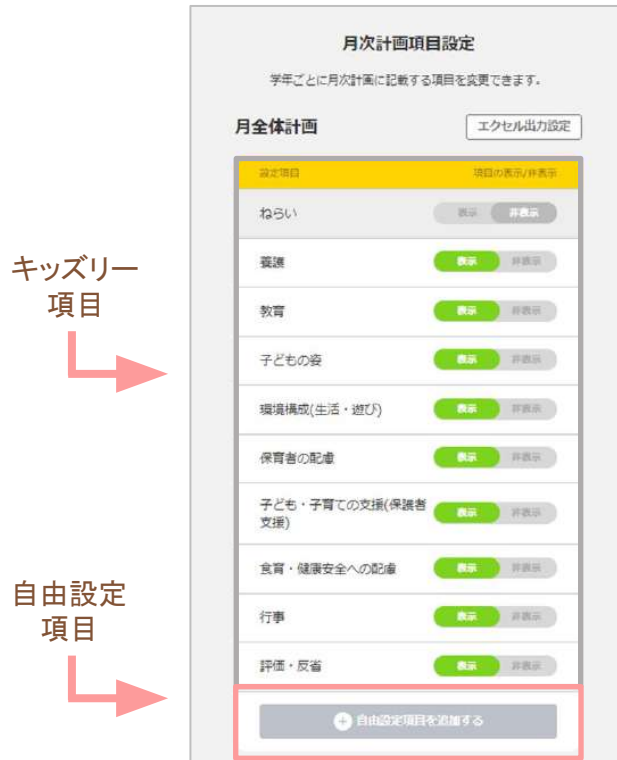 月次計画項目設定
学年ごとに月次計画に記載する項目を変更できます。
月全体計画
エクセル出力設定
設定項目
項目の表示/非表示
ねらい
表示
非表示
養護
表示
非表示
キッズリー
項目
教育
表示
非表示
子どもの姿
表示
非表示
環境構成(生活・遊び)
表示
非表示
保育者の配慮
表示
非表示
子ども・子育ての支援(保護者
支援)
表示
非表示
食育・健康安全への配慮
表示
非表示
自由設定
項目
行事
表示
非表示
評価・反省
表示
非表示
自由設定項目を追加する